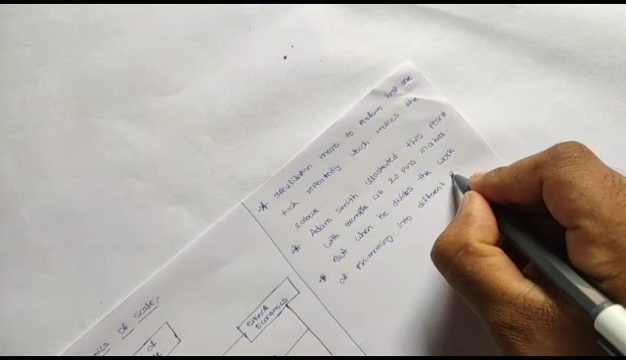 * Specialisation means to perform just one
task repeatedly which makes the
labour
* Adam Smith illustrated this point
with example of 20 pins in a box
* But when he divides the work
of pin-making into different
of Scale:-
of
External
Economies